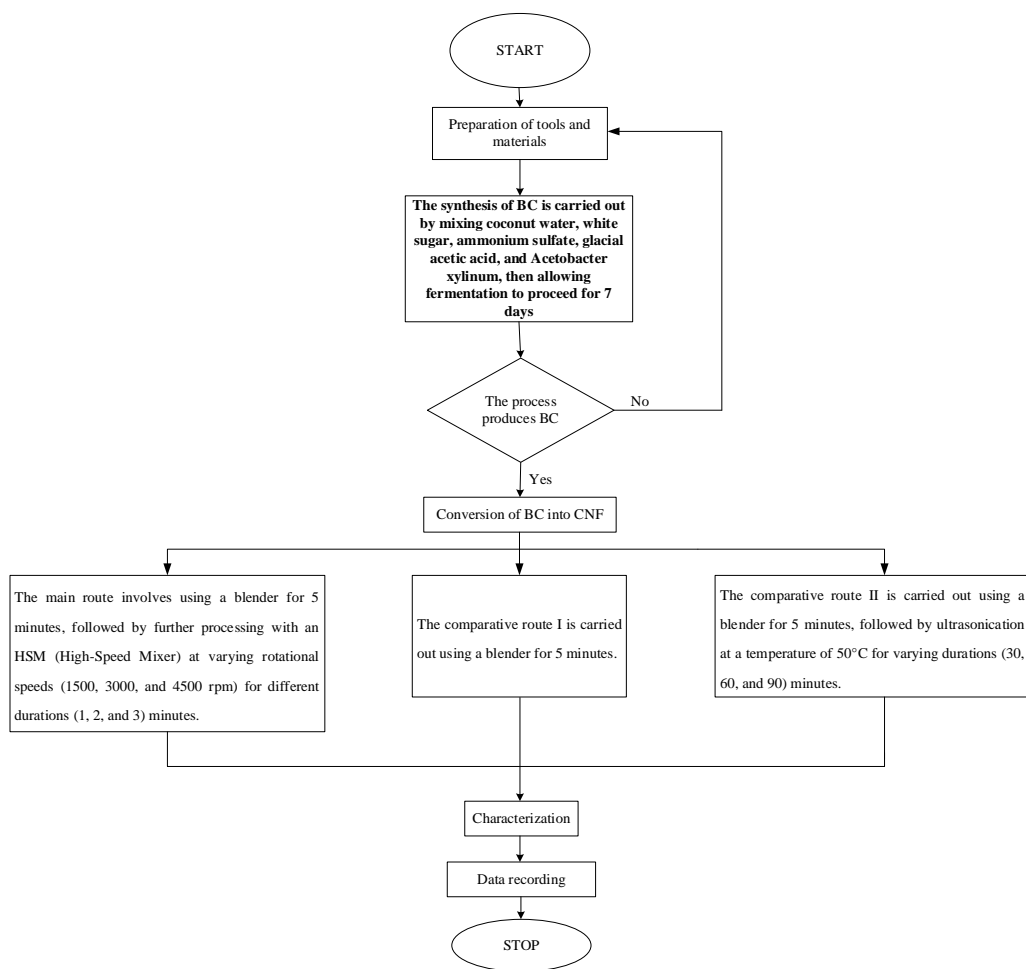 START
Preparation of tools and
materials
The synthesis of BC is carried out
by mixing coconut water, white
sugar, ammonium sulfate, glacial
acetic acid, and Acetobacter
xylinum, then allowing
fermentation to proceed for 7
days
The process
produces BC
No
Yes
Conversion of BC into CNF
The main route involves using a blender for 5
minutes, followed by further processing with an
HSM (High-Speed Mixer) at varying rotational
speeds (1500, 3000, and 4500 rpm) for different
durations (1, 2, and 3) minutes.
The comparative route I is carried
out using a blender for 5 minutes.
The comparative route II is carried out using a
blender for 5 minutes, followed by ultrasonication
at a temperature of 50°C for varying durations (30,
60, and 90) minutes.
Characterization
Data recording
STOP